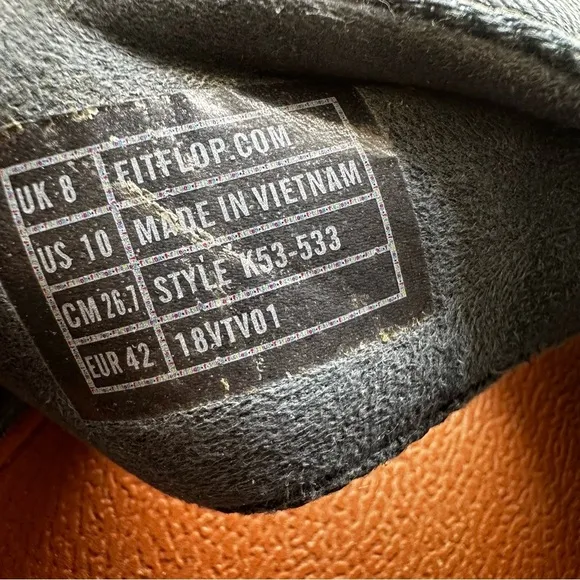 UK 8 FITFLOP.COM
US 10 MADE IN VIETNAM
CM 26.7 STYLE K53-533
EUR 42 18VTV01